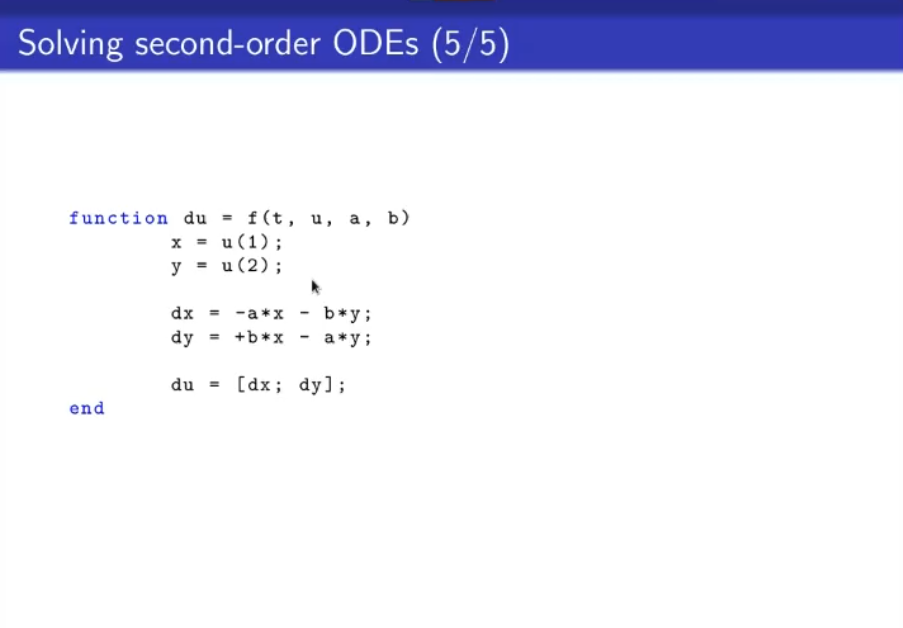 Solving second-order ODEs (5/5)
function du = f(t, u, a, b)
x = u(1);
y = u(2);
dx = -a*x - b*y;
dy = +b*x - a*y;
du = [dx; dy];
end